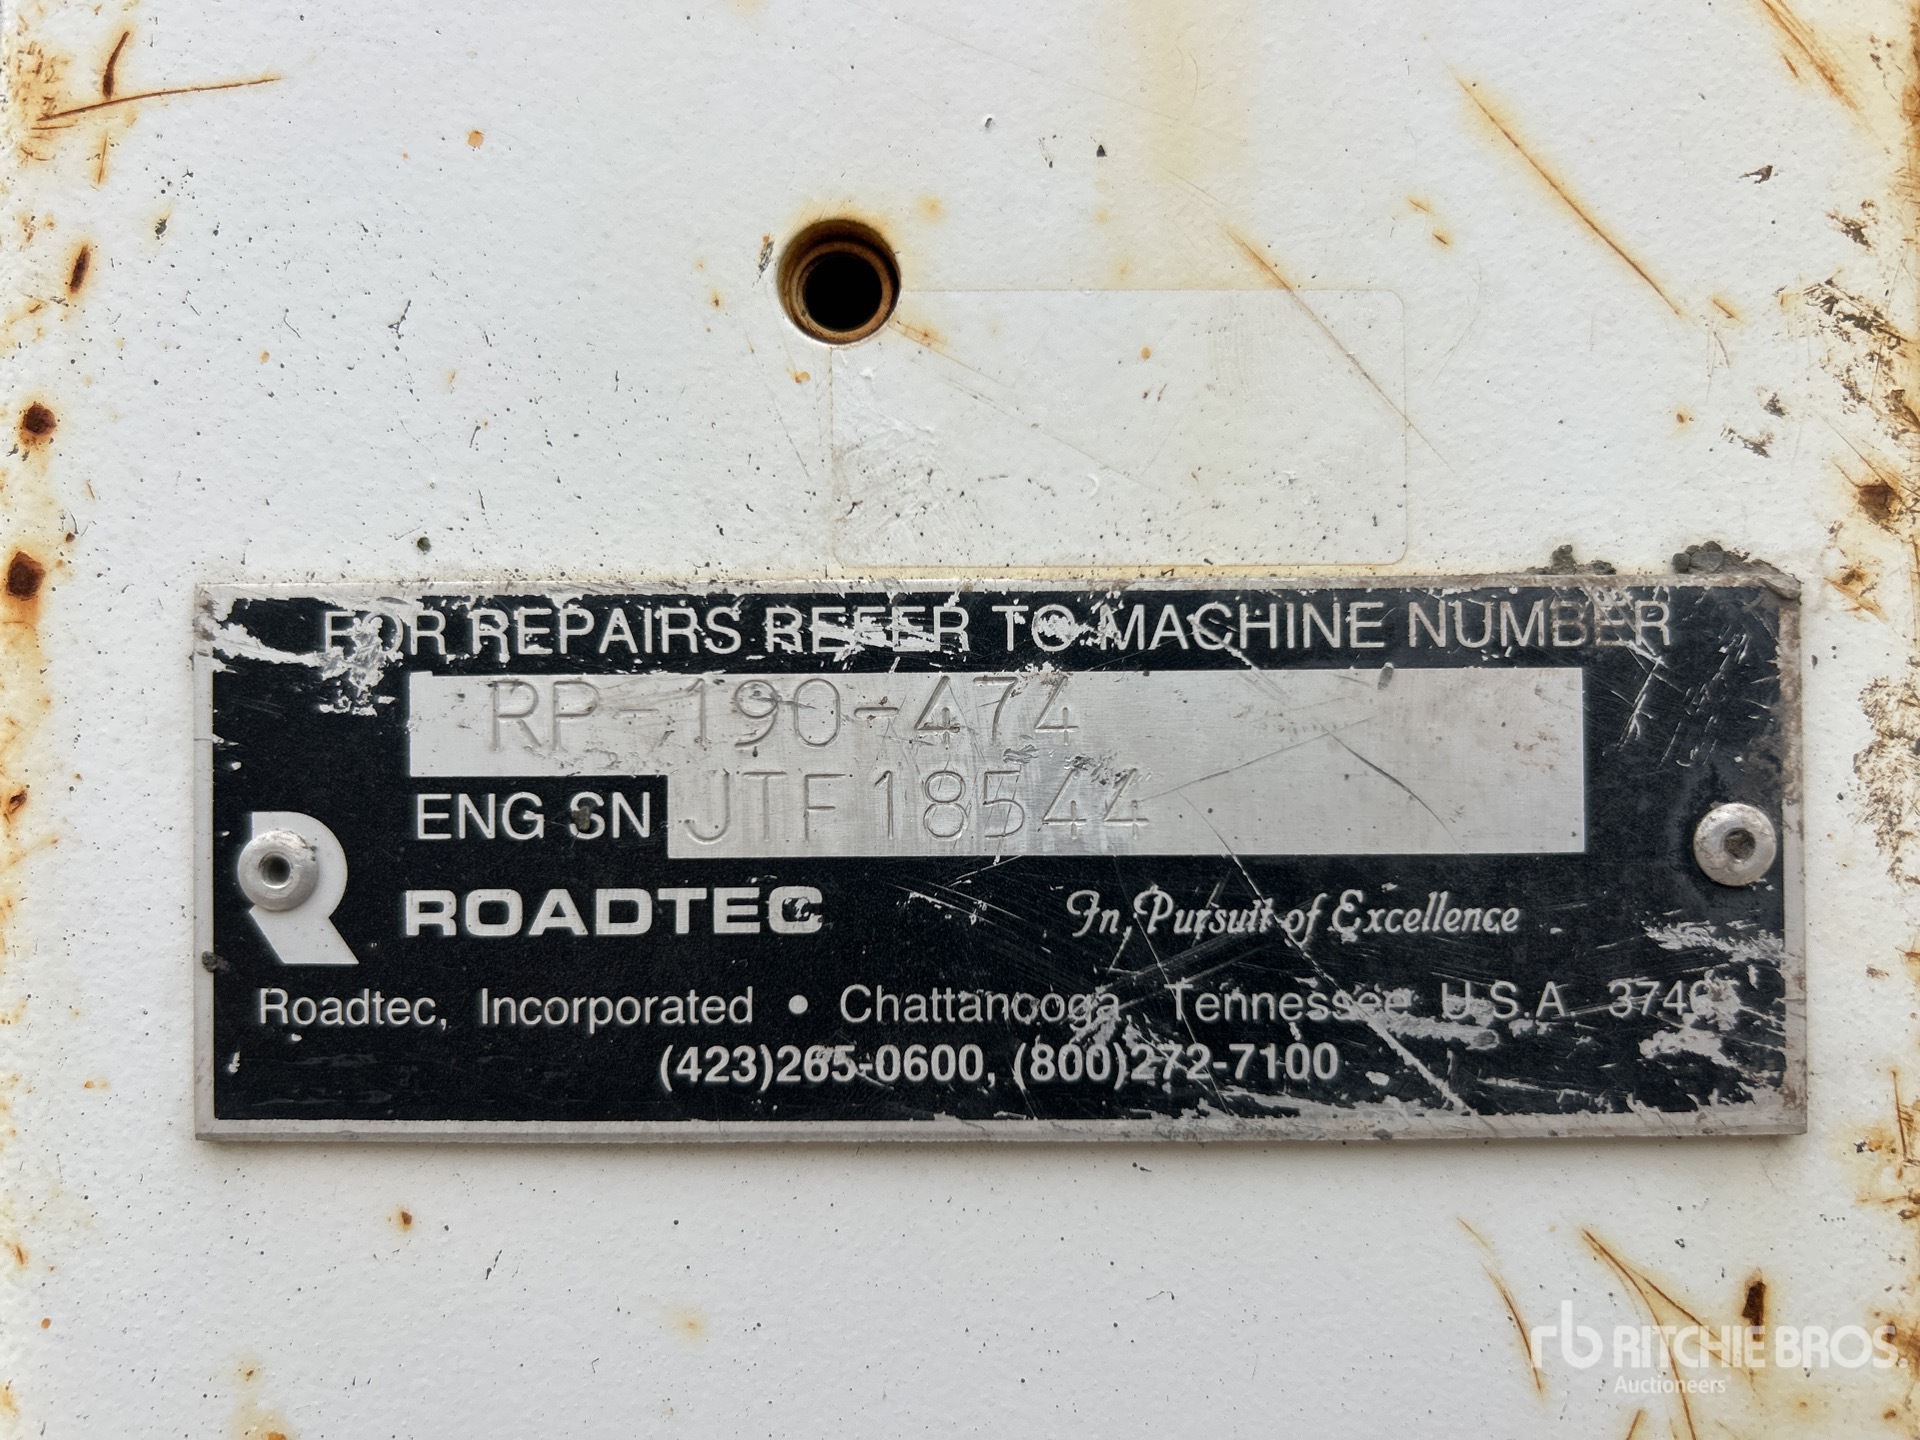 FOR REPAIRS REFER TO MACHINE NUMBER
RP-190-474
ENG SN JTF18544
ROADTEC In Pursuit of Excellence
Roadtec, Incorporated • Chattanooga, Tennessee U.S.A.
(423)265-0600, (800)272-7100
rb RITCHIE BROS
Auctioneers